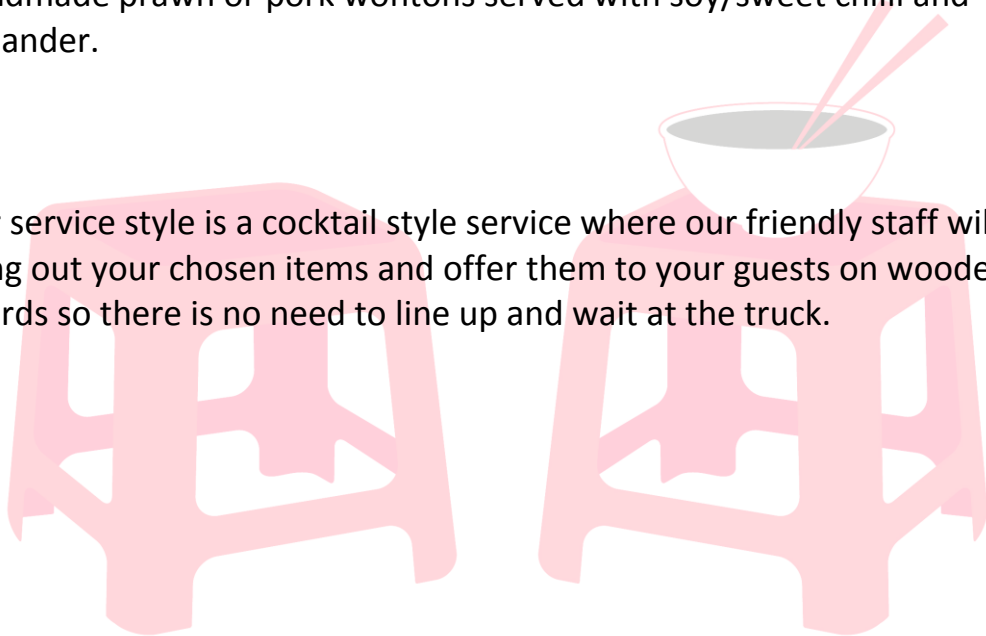 dmade prawn or pork wontons served with soy/sweet chilli and
ander.
service style is a cocktail style service where our friendly staff wil
ng out your chosen items and offer them to your guests on woode
rds so there is no need to line up and wait at the truck.